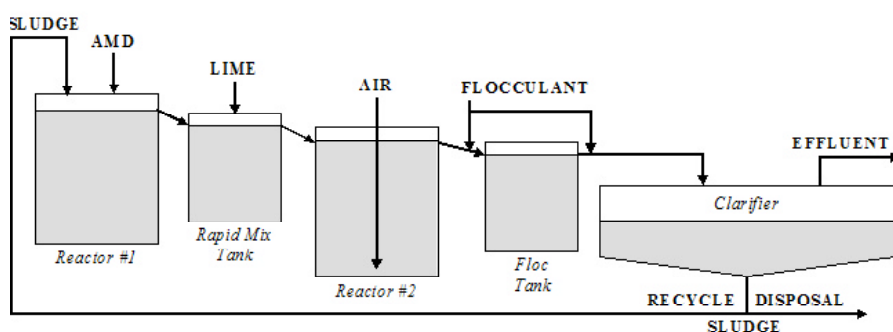 SLUDGE
AMD
LIME
AIR
FLOCCULANT
EFFLUENT
Clarifier
Reactor #1
Rapid Mix
Tank
Reactor #2
Floc
Tank
RECYCLE
DISPOSAL
SLUDGE